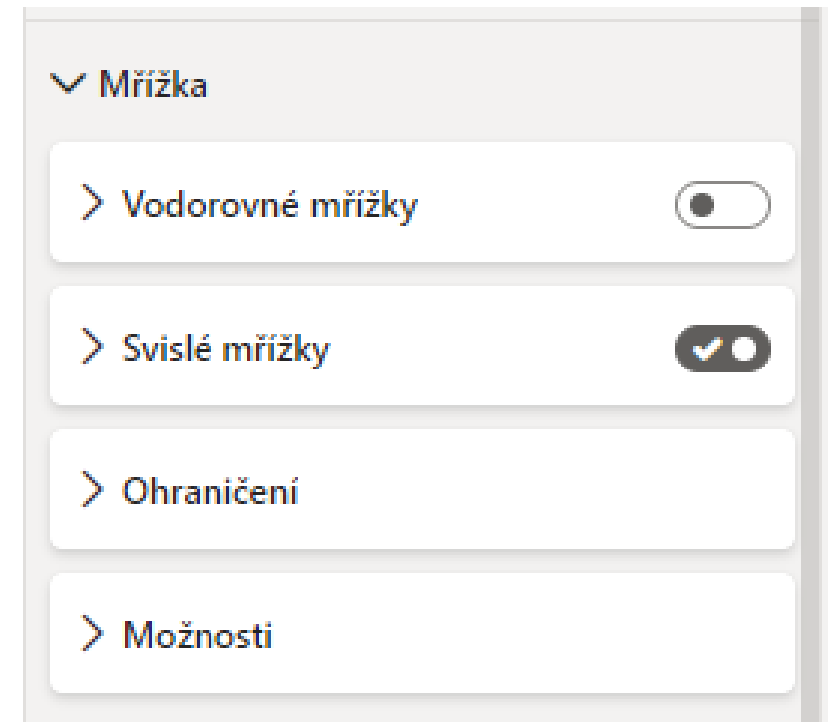 Mřížka
Vodorovné mřížky
Svislé mřížky
Ohraničení
Možnosti